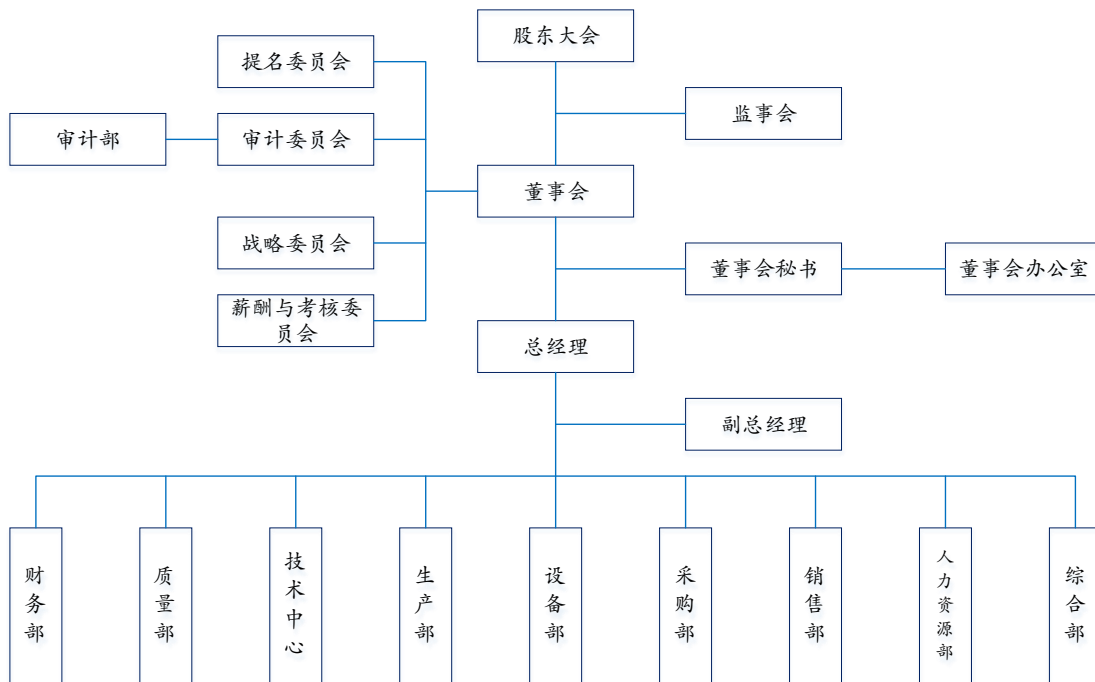 股东大会
提名委员会
监事会
审计部
审计委员会
董事会
战略委员会
董事会秘书
董事会办公室
薪酬与考核委
员会
总经理
副总经理
财务部
质量部
技术中心
生产部
设备部
采购部
销售部
人力资源部
综合部